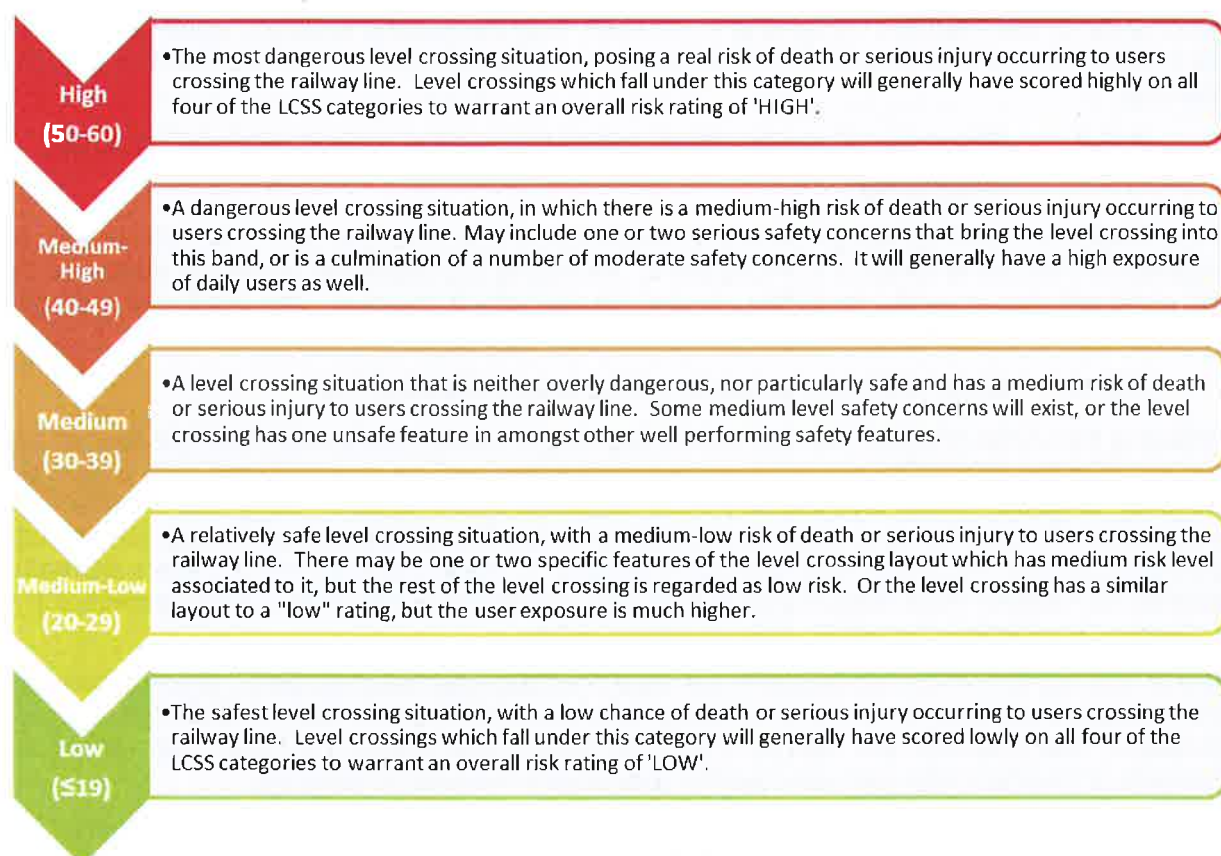 High
(50-60)
•The most dangerous level crossing situation, posing a real risk of death or serious injury occurring to users
crossing the railway line. Level crossings which fall under this category will generally have scored highly on all
four of the LCSS categories to warrant an overall risk rating of 'HIGH'.
Medium-
High
(40-49)
•A dangerous level crossing situation, in which there is a medium-high risk of death or serious injury occurring to
users crossing the railway line. May include one or two serious safety concerns that bring the level crossing into
this band, or is a culmination of a number of moderate safety concerns. It will generally have a high exposure
of daily users as well.
Medium
(30-39)
•A level crossing situation that is neither overly dangerous, nor particularly safe and has a medium risk of death
or serious injury to users crossing the railway line. Some medium level safety concerns will exist, or the level
crossing has one unsafe feature in amongst other well performing safety features.
Medium-Low
(20-29)
•A relatively safe level crossing situation, with a medium-low risk of death or serious injury to users crossing the
railway line. There may be one or two specific features of the level crossing layout which has medium risk level
associated to it, but the rest of the level crossing is regarded as low risk. Or the level crossing has a similar
layout to a "low" rating, but the user exposure is much higher.
Low
(≤19)
•The safest level crossing situation, with a low chance of death or serious injury occurring to users crossing the
railway line. Level crossings which fall under this category will generally have scored lowly on all four of the
LCSS categories to warrant an overall risk rating of 'LOW'.